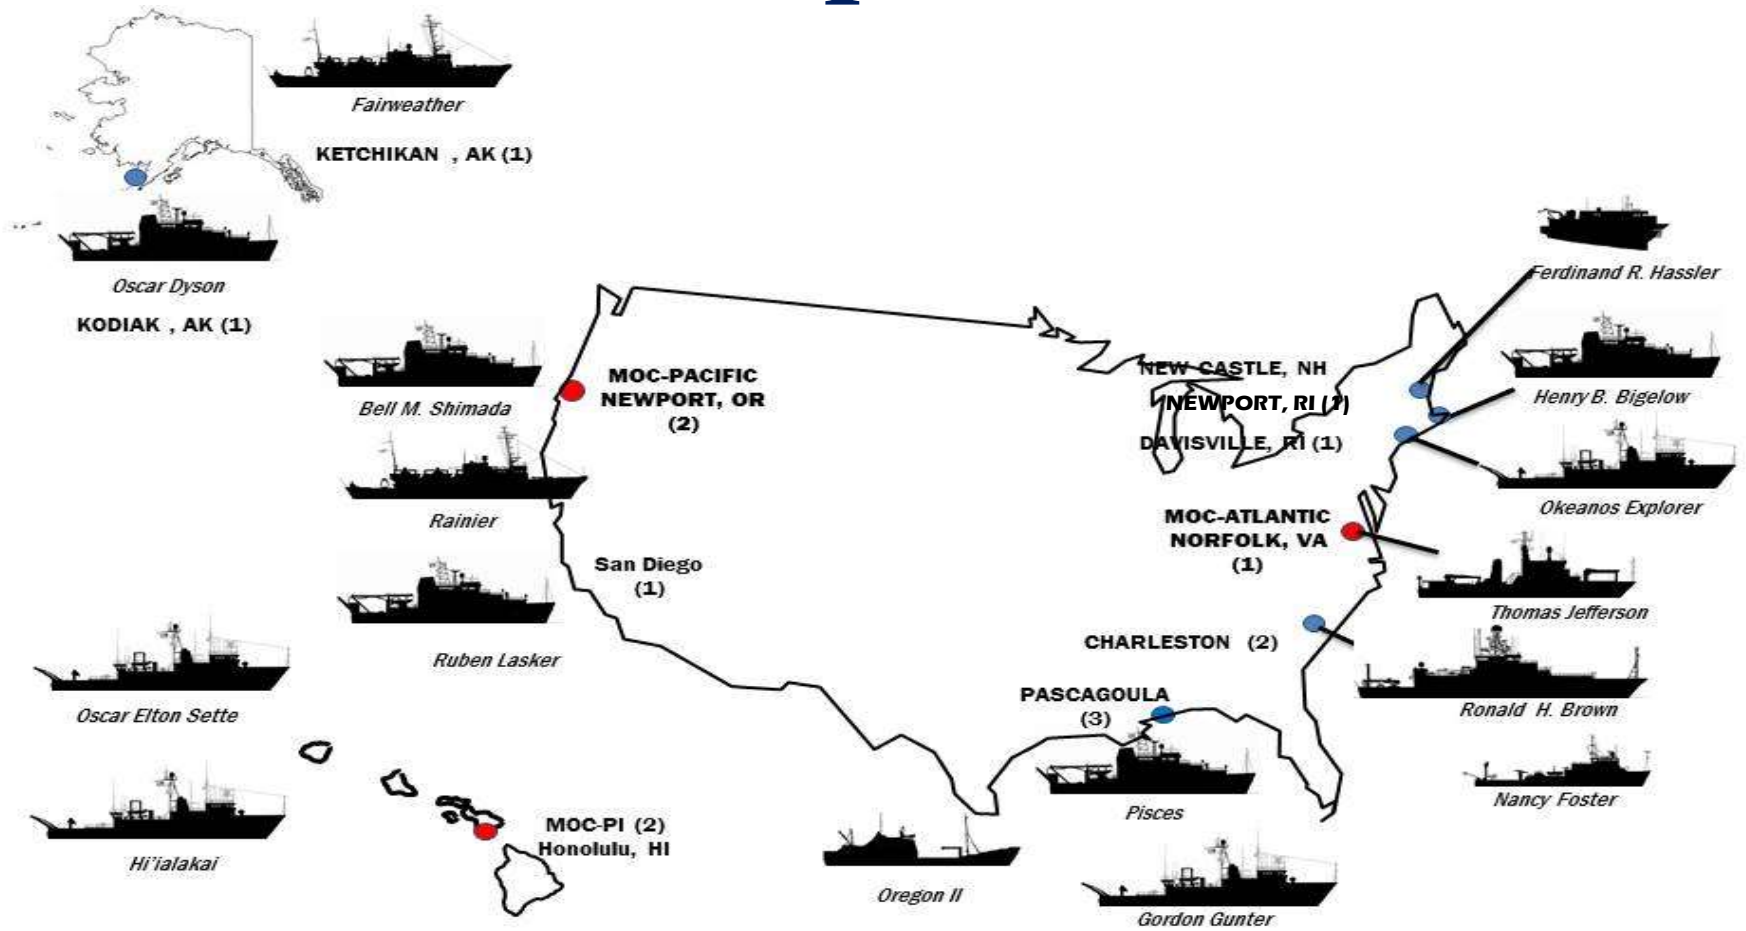 Fairweather
KETCHIKAN , AK (1)
Oscar Dyson
KODIAK , AK (1)
Ferdinand R. Hassler
Bell M. Shimada
MOC-PACIFIC
NEWPORT, OR
(2)
NEW CASTLE, NH
NEWPORT, RI (1)
DAVISVILLE, RI (1)
Henry B. Bigelow
Rainier
Okeanos Explorer
MOC-ATLANTIC
NORFOLK, VA
(1)
San Diego
(1)
Thomas Jefferson
Ruben Lasker
CHARLESTON (2)
Oscar Elton Sette
PASCAGOULA
(3)
Ronald H. Brown
Pisces
Nancy Foster
MOC-PI (2)
Honolulu, HI
Hi'ialakai
Oregon II
Gordon Gunter